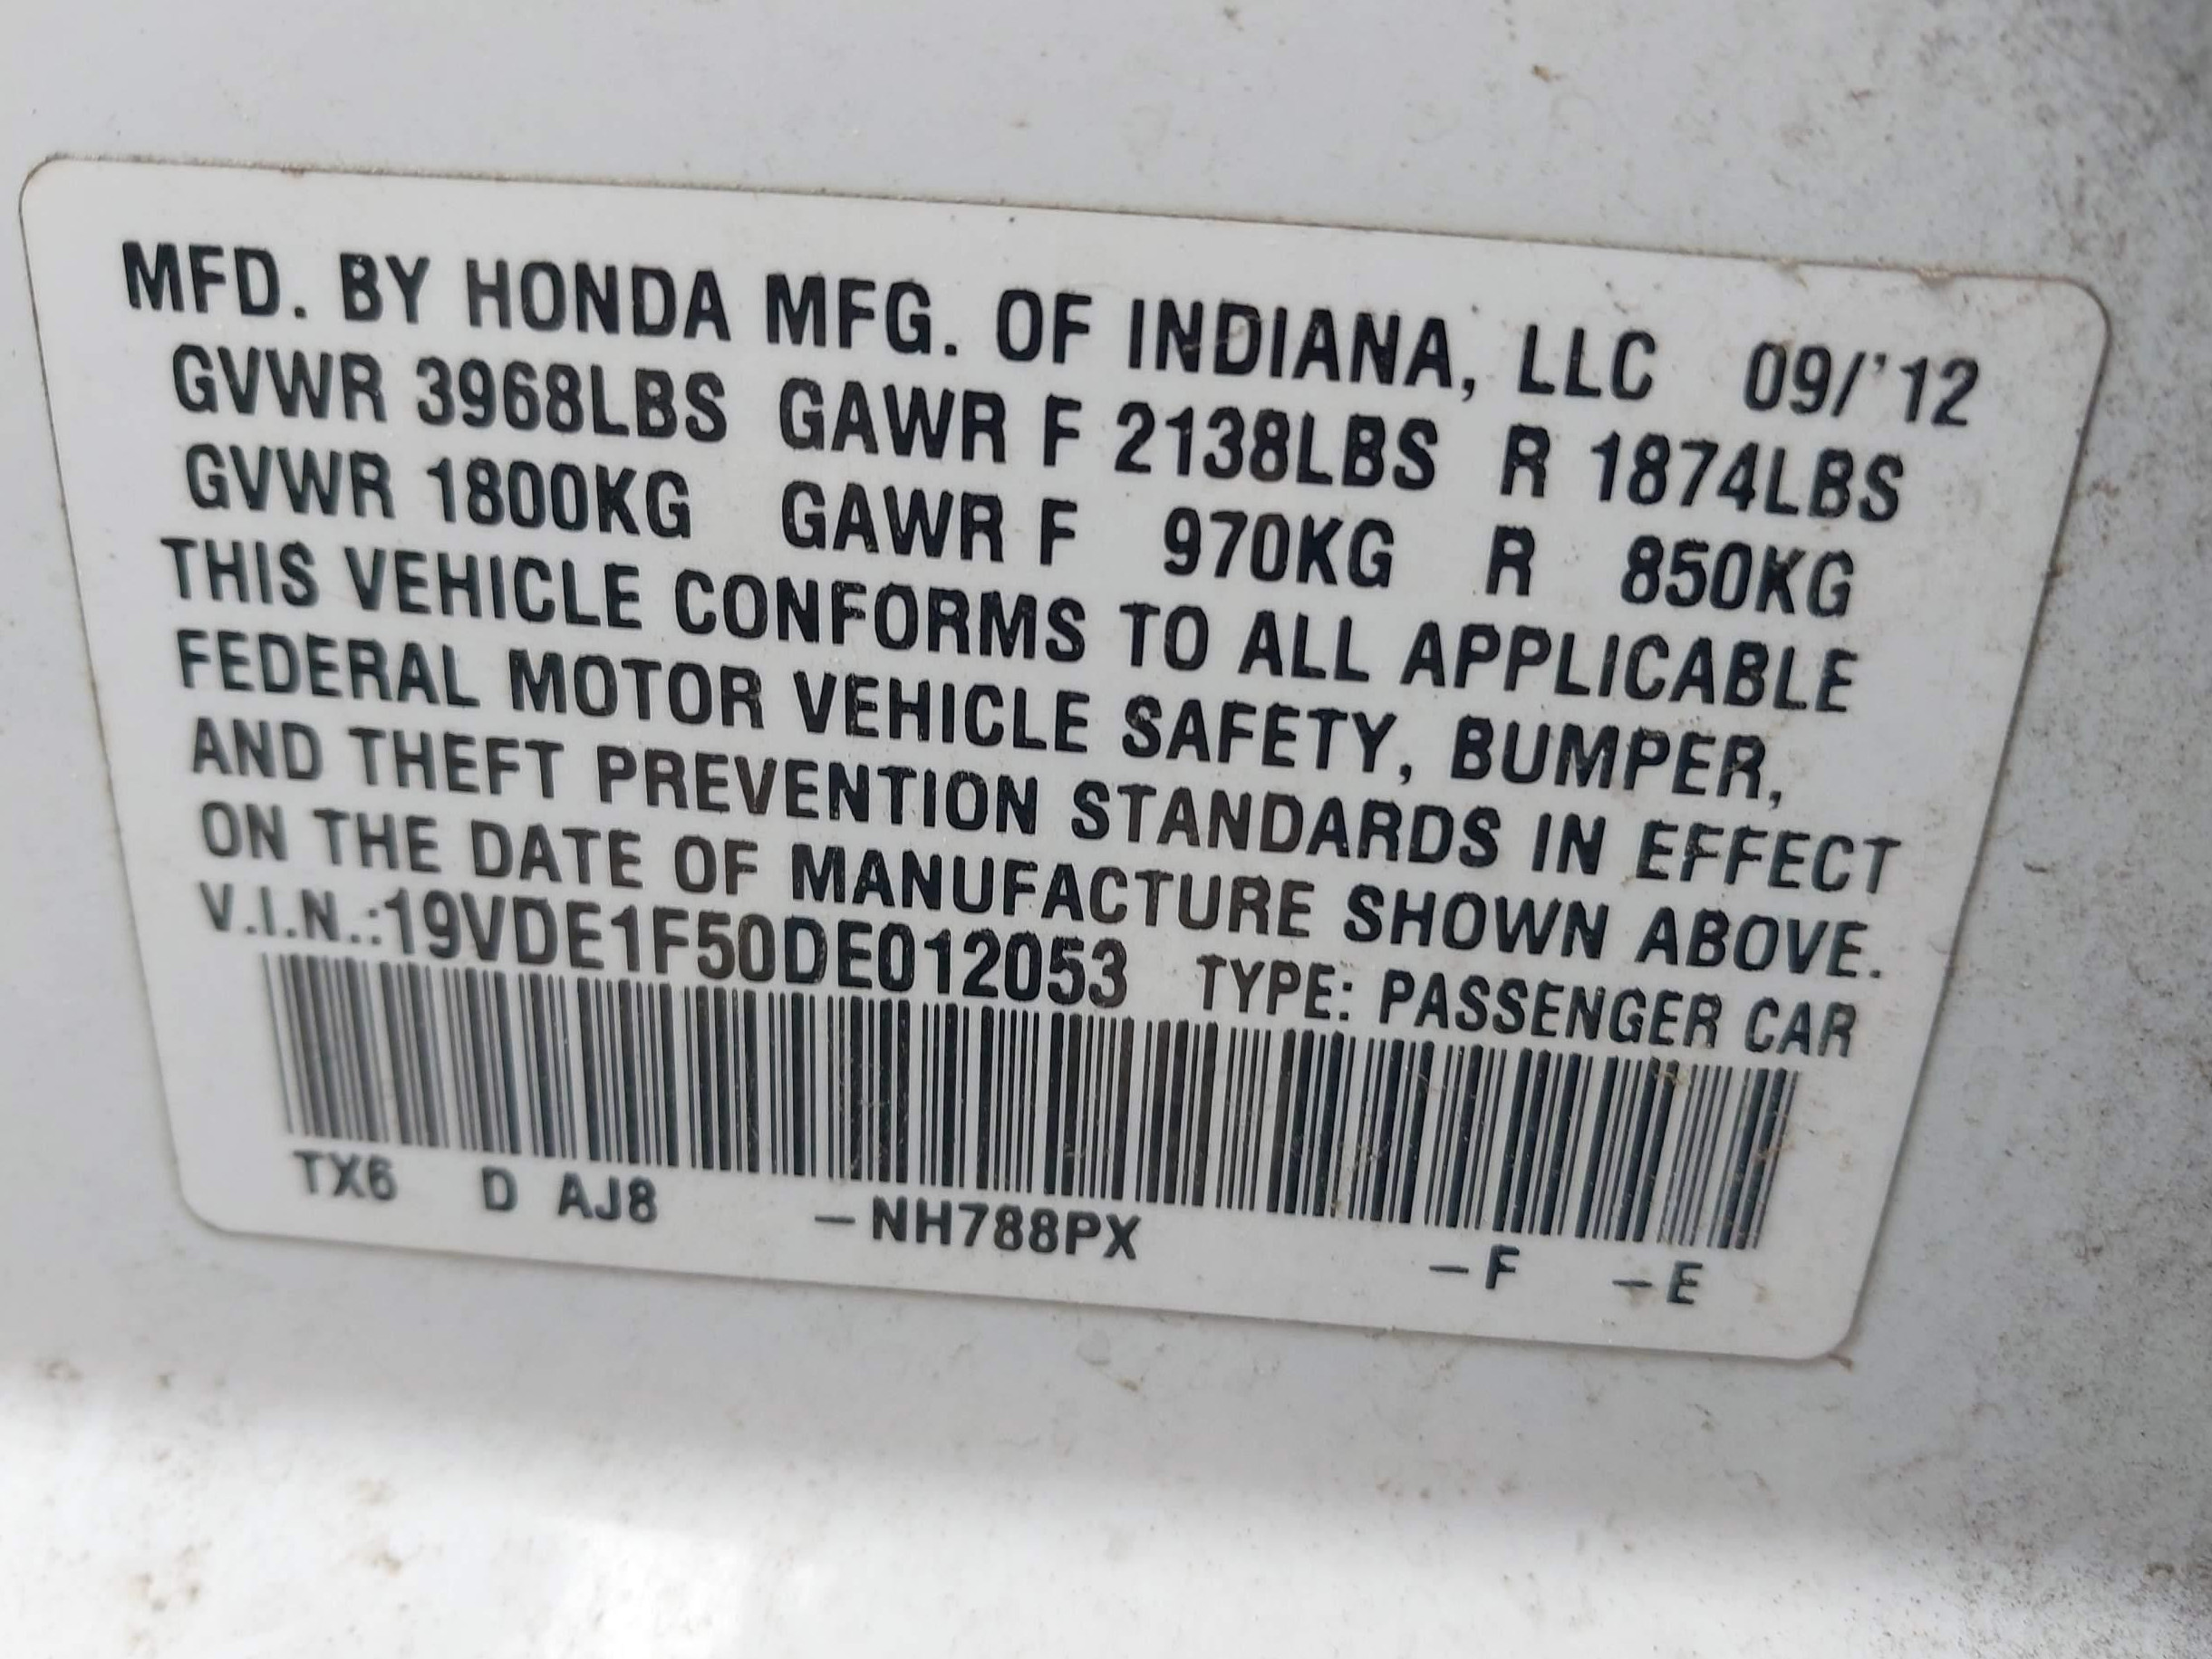 MFD. BY HONDA MFG. OF INDIANA, LLC 09/'12
GVWR 3968LBS GAWR F 2138LBS R 1874LBS
GVWR 1800KG GAWR F 970KG R 850KG
THIS VEHICLE CONFORMS TO ALL APPLICABLE
FEDERAL MOTOR VEHICLE SAFETY, BUMPER,
AND THEFT PREVENTION STANDARDS IN EFFECT
ON THE DATE OF MANUFACTURE SHOWN ABOVE.
V.I.N.:19VDE1F50DE012053 TYPE: PASSENGER CAR
TX6 D AJ8 –NH788PX –F –E